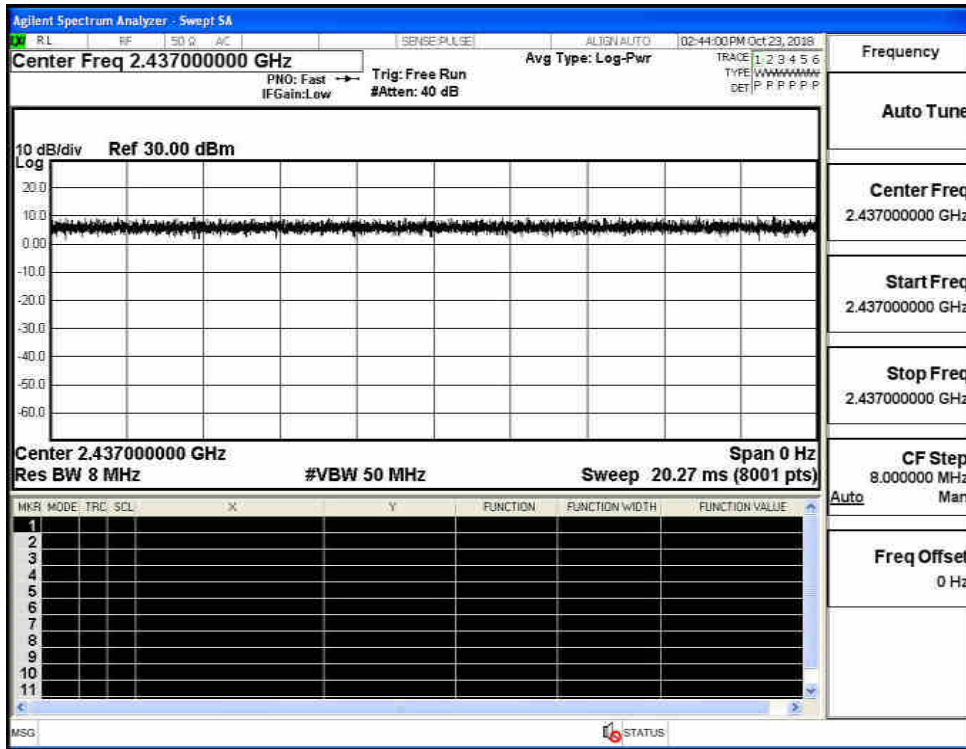 Agilent Spectrum Analyzer - Swept SA
RL RF 50 Ω AC SENSE:PULSE ALIGN AUTO 02:44:00 PM Oct 23, 2018
Center Freq 2.437000000 GHz
PNO: Fast
IFGain:Low
Trig: Free Run
#Atten: 40 dB
Avg Type: Log-Pwr
TRACE 1 2 3 4 5 6
TYPE
DET P P P P P P
10 dB/div Ref 30.00 dBm
Log
20.0
10.0
0.00
-10.0
-20.0
-30.0
-40.0
-50.0
-60.0
Center 2.437000000 GHz Span 0 Hz
Res BW 8 MHz #VBW 50 MHz Sweep 20.27 ms (8001 pts)
MKR MODE TRC SCL X Y FUNCTION FUNCTION WIDTH FUNCTION VALUE
1
2
3
4
5
6
7
8
9
10
11
MSG STATUS
Frequency
Auto Tune
Center Freq
2.437000000 GHz
Start Freq
2.437000000 GHz
Stop Freq
2.437000000 GHz
CF Step
8.000000 MHz
Auto Man
Freq Offset
0 Hz